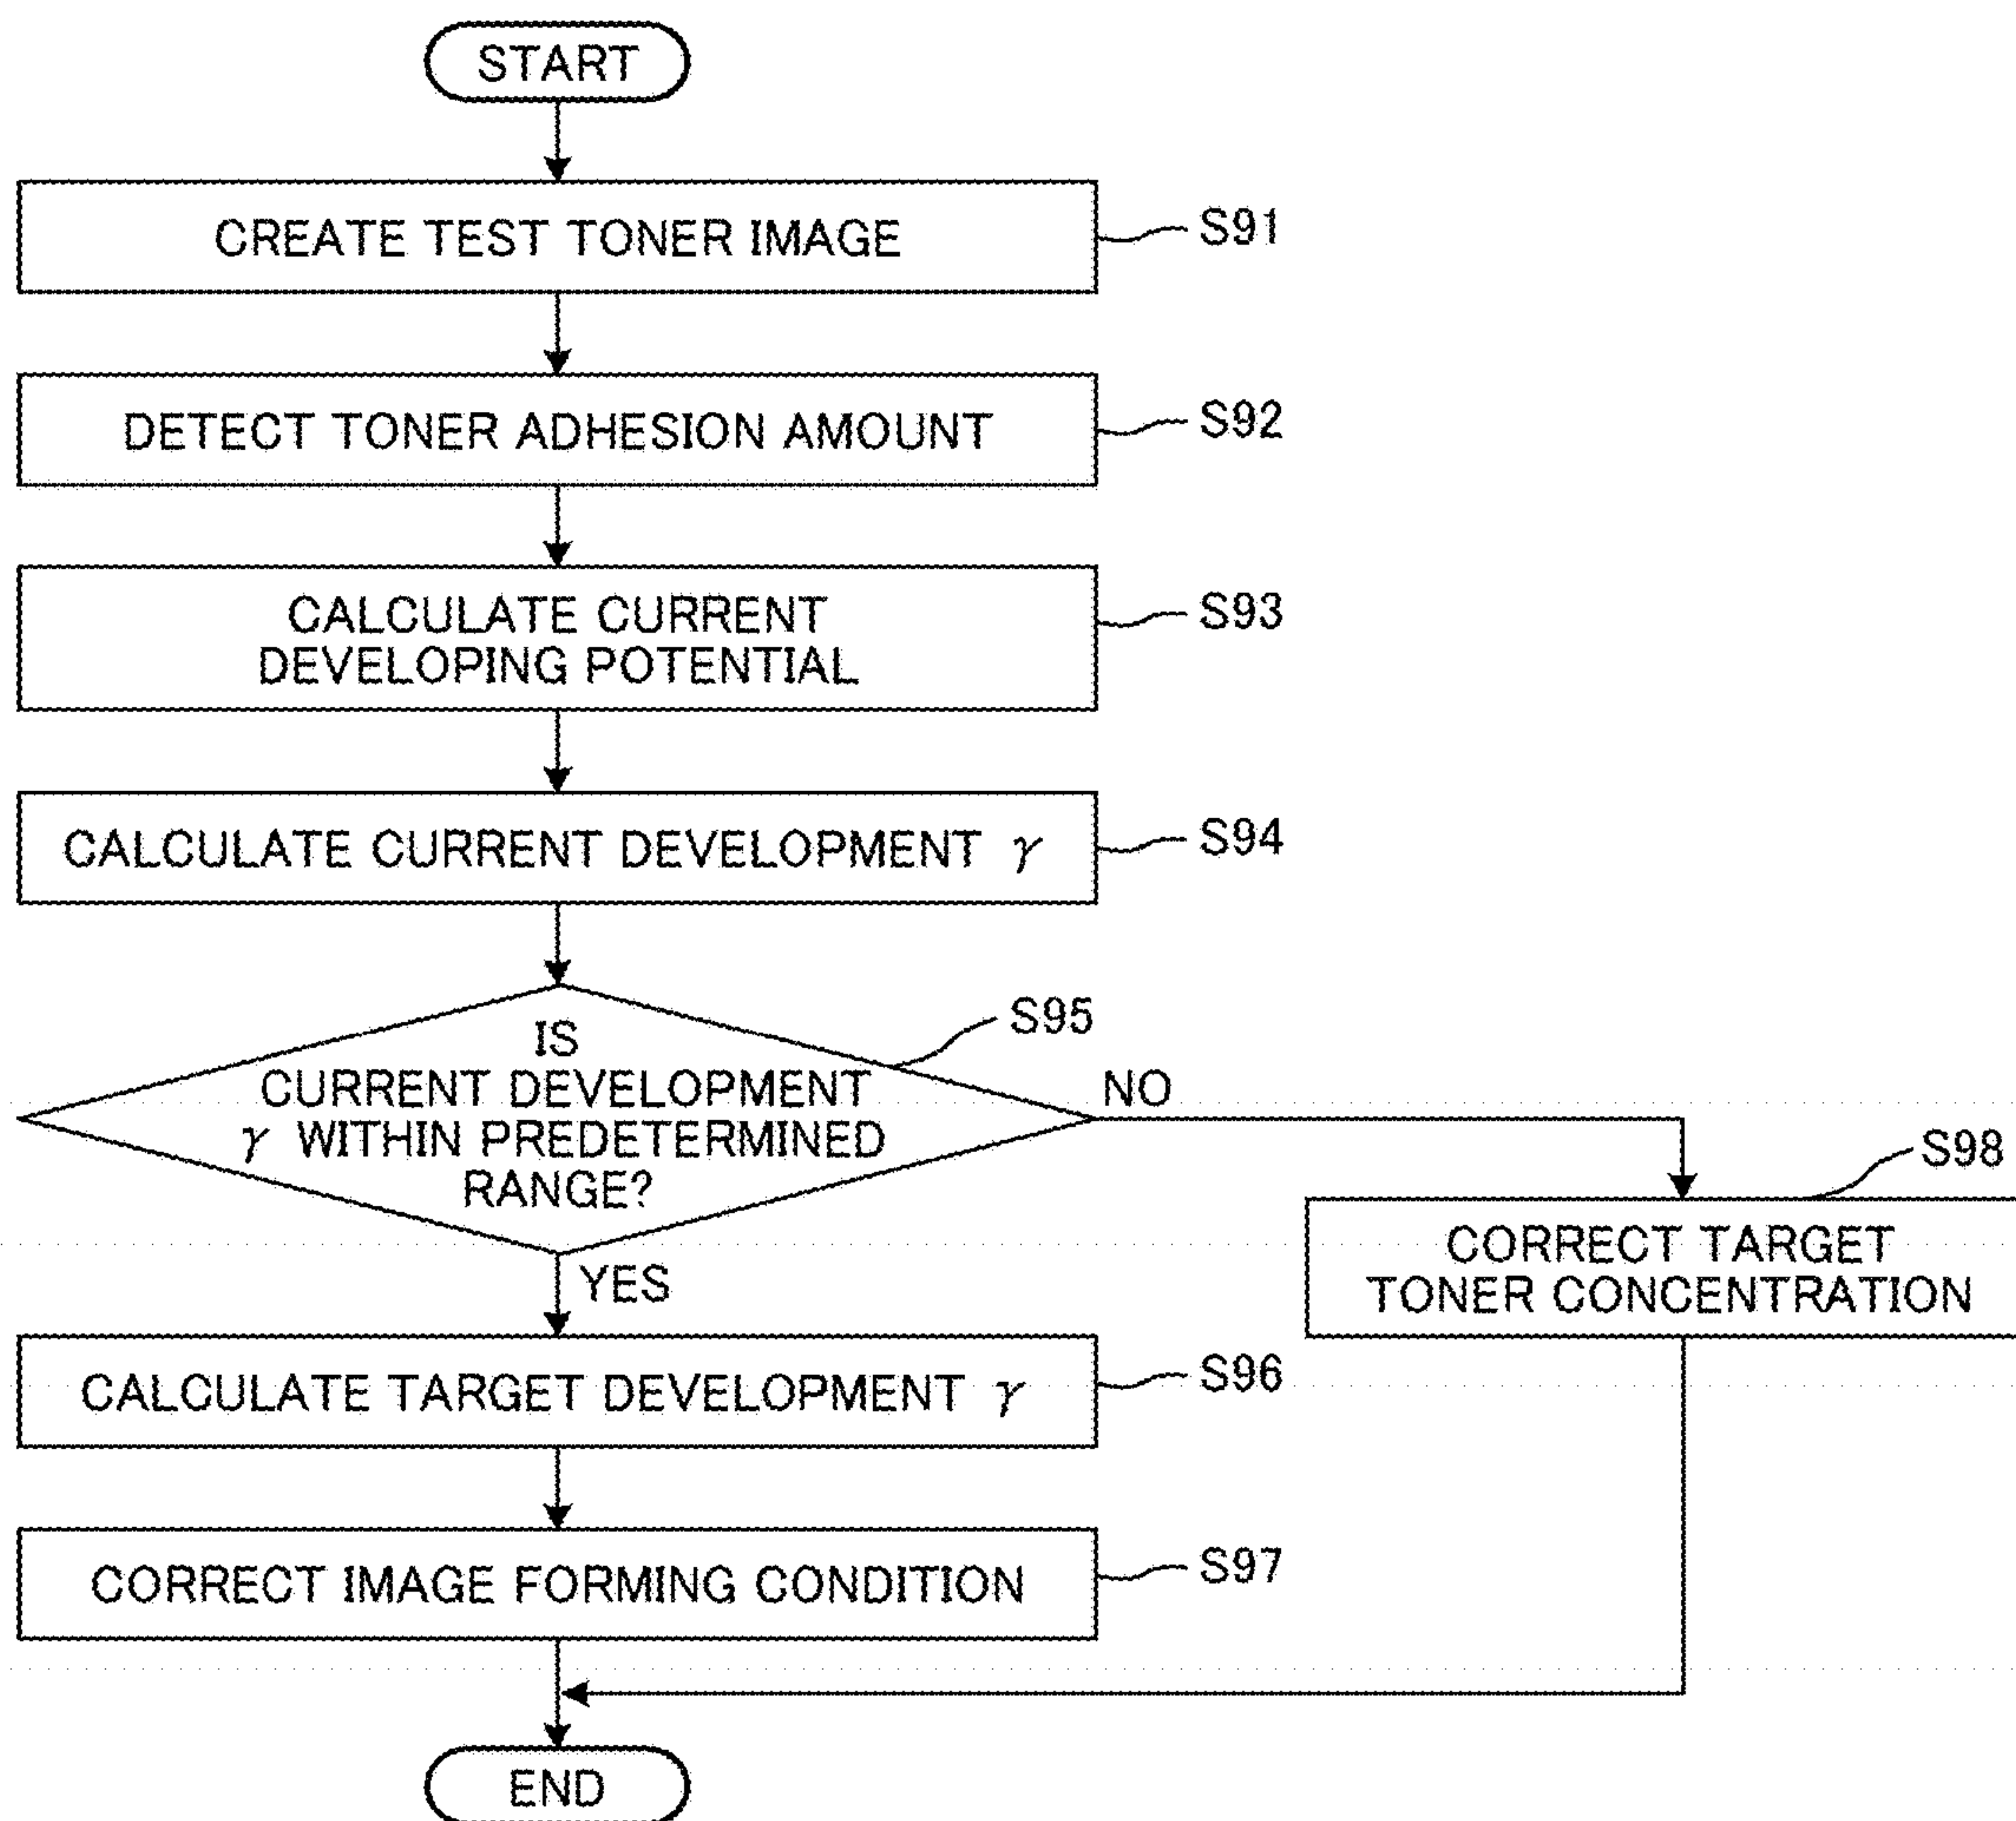 START
CREATE TEST TONER IMAGE
S91
DETECT TONER ADHESION AMOUNT
S92
CALCULATE CURRENT
DEVELOPING POTENTIAL
S93
CALCULATE CURRENT DEVELOPMENT γ
S94
IS
CURRENT DEVELOPMENT
γ WITHIN PREDETERMINED
RANGE?
S95
NO
YES
S98
CORRECT TARGET
TONER CONCENTRATION
CALCULATE TARGET DEVELOPMENT γ
S96
CORRECT IMAGE FORMING CONDITION
S97
END